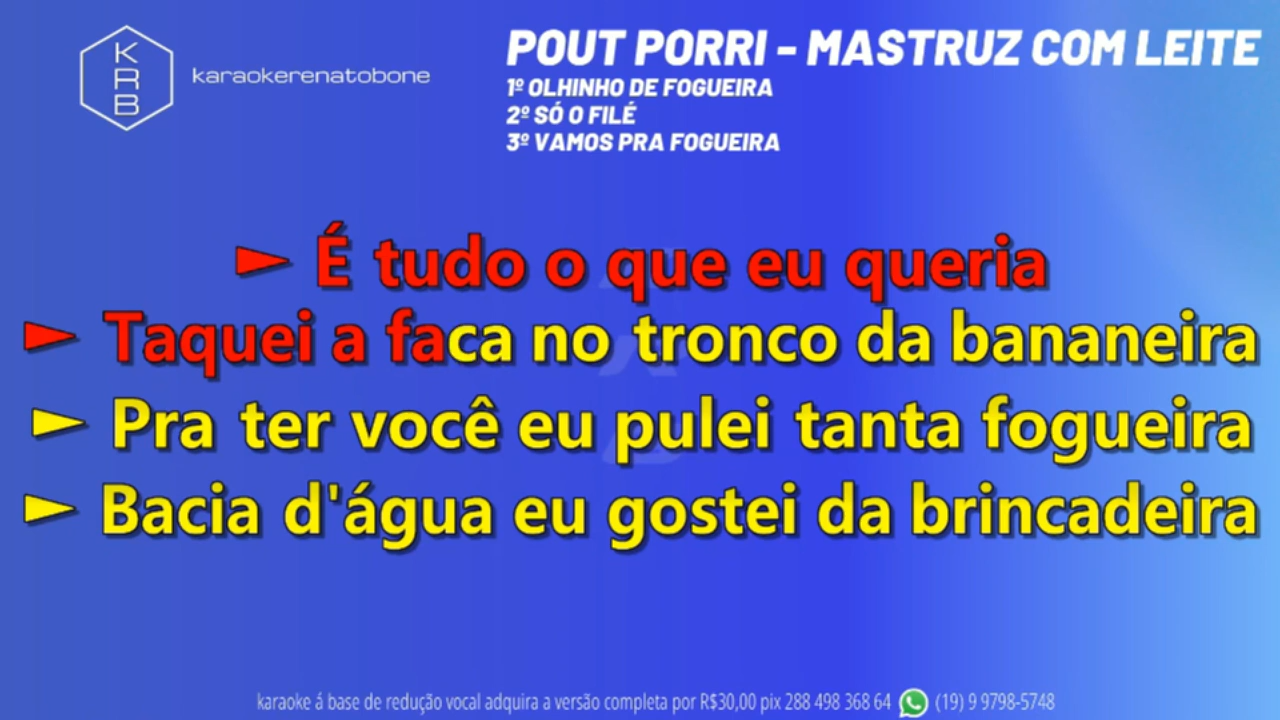 KRB
karaokerenatobone
POUT PORRI - MASTRUZ COM LEITE
1º OLHINHO DE FOGUEIRA
2º SÓ O FILÉ
3º VAMOS PRA FOGUEIRA
► É tudo o que eu queria
► Taquei a faca no tronco da bananeira
► Pra ter você eu pulei tanta fogueira
► Bacia d'água eu gostei da brincadeira
karaoke á base de redução vocal adquira a versão completa por R$30,00 pix 288 498 368 64 (19) 9 9798-5748